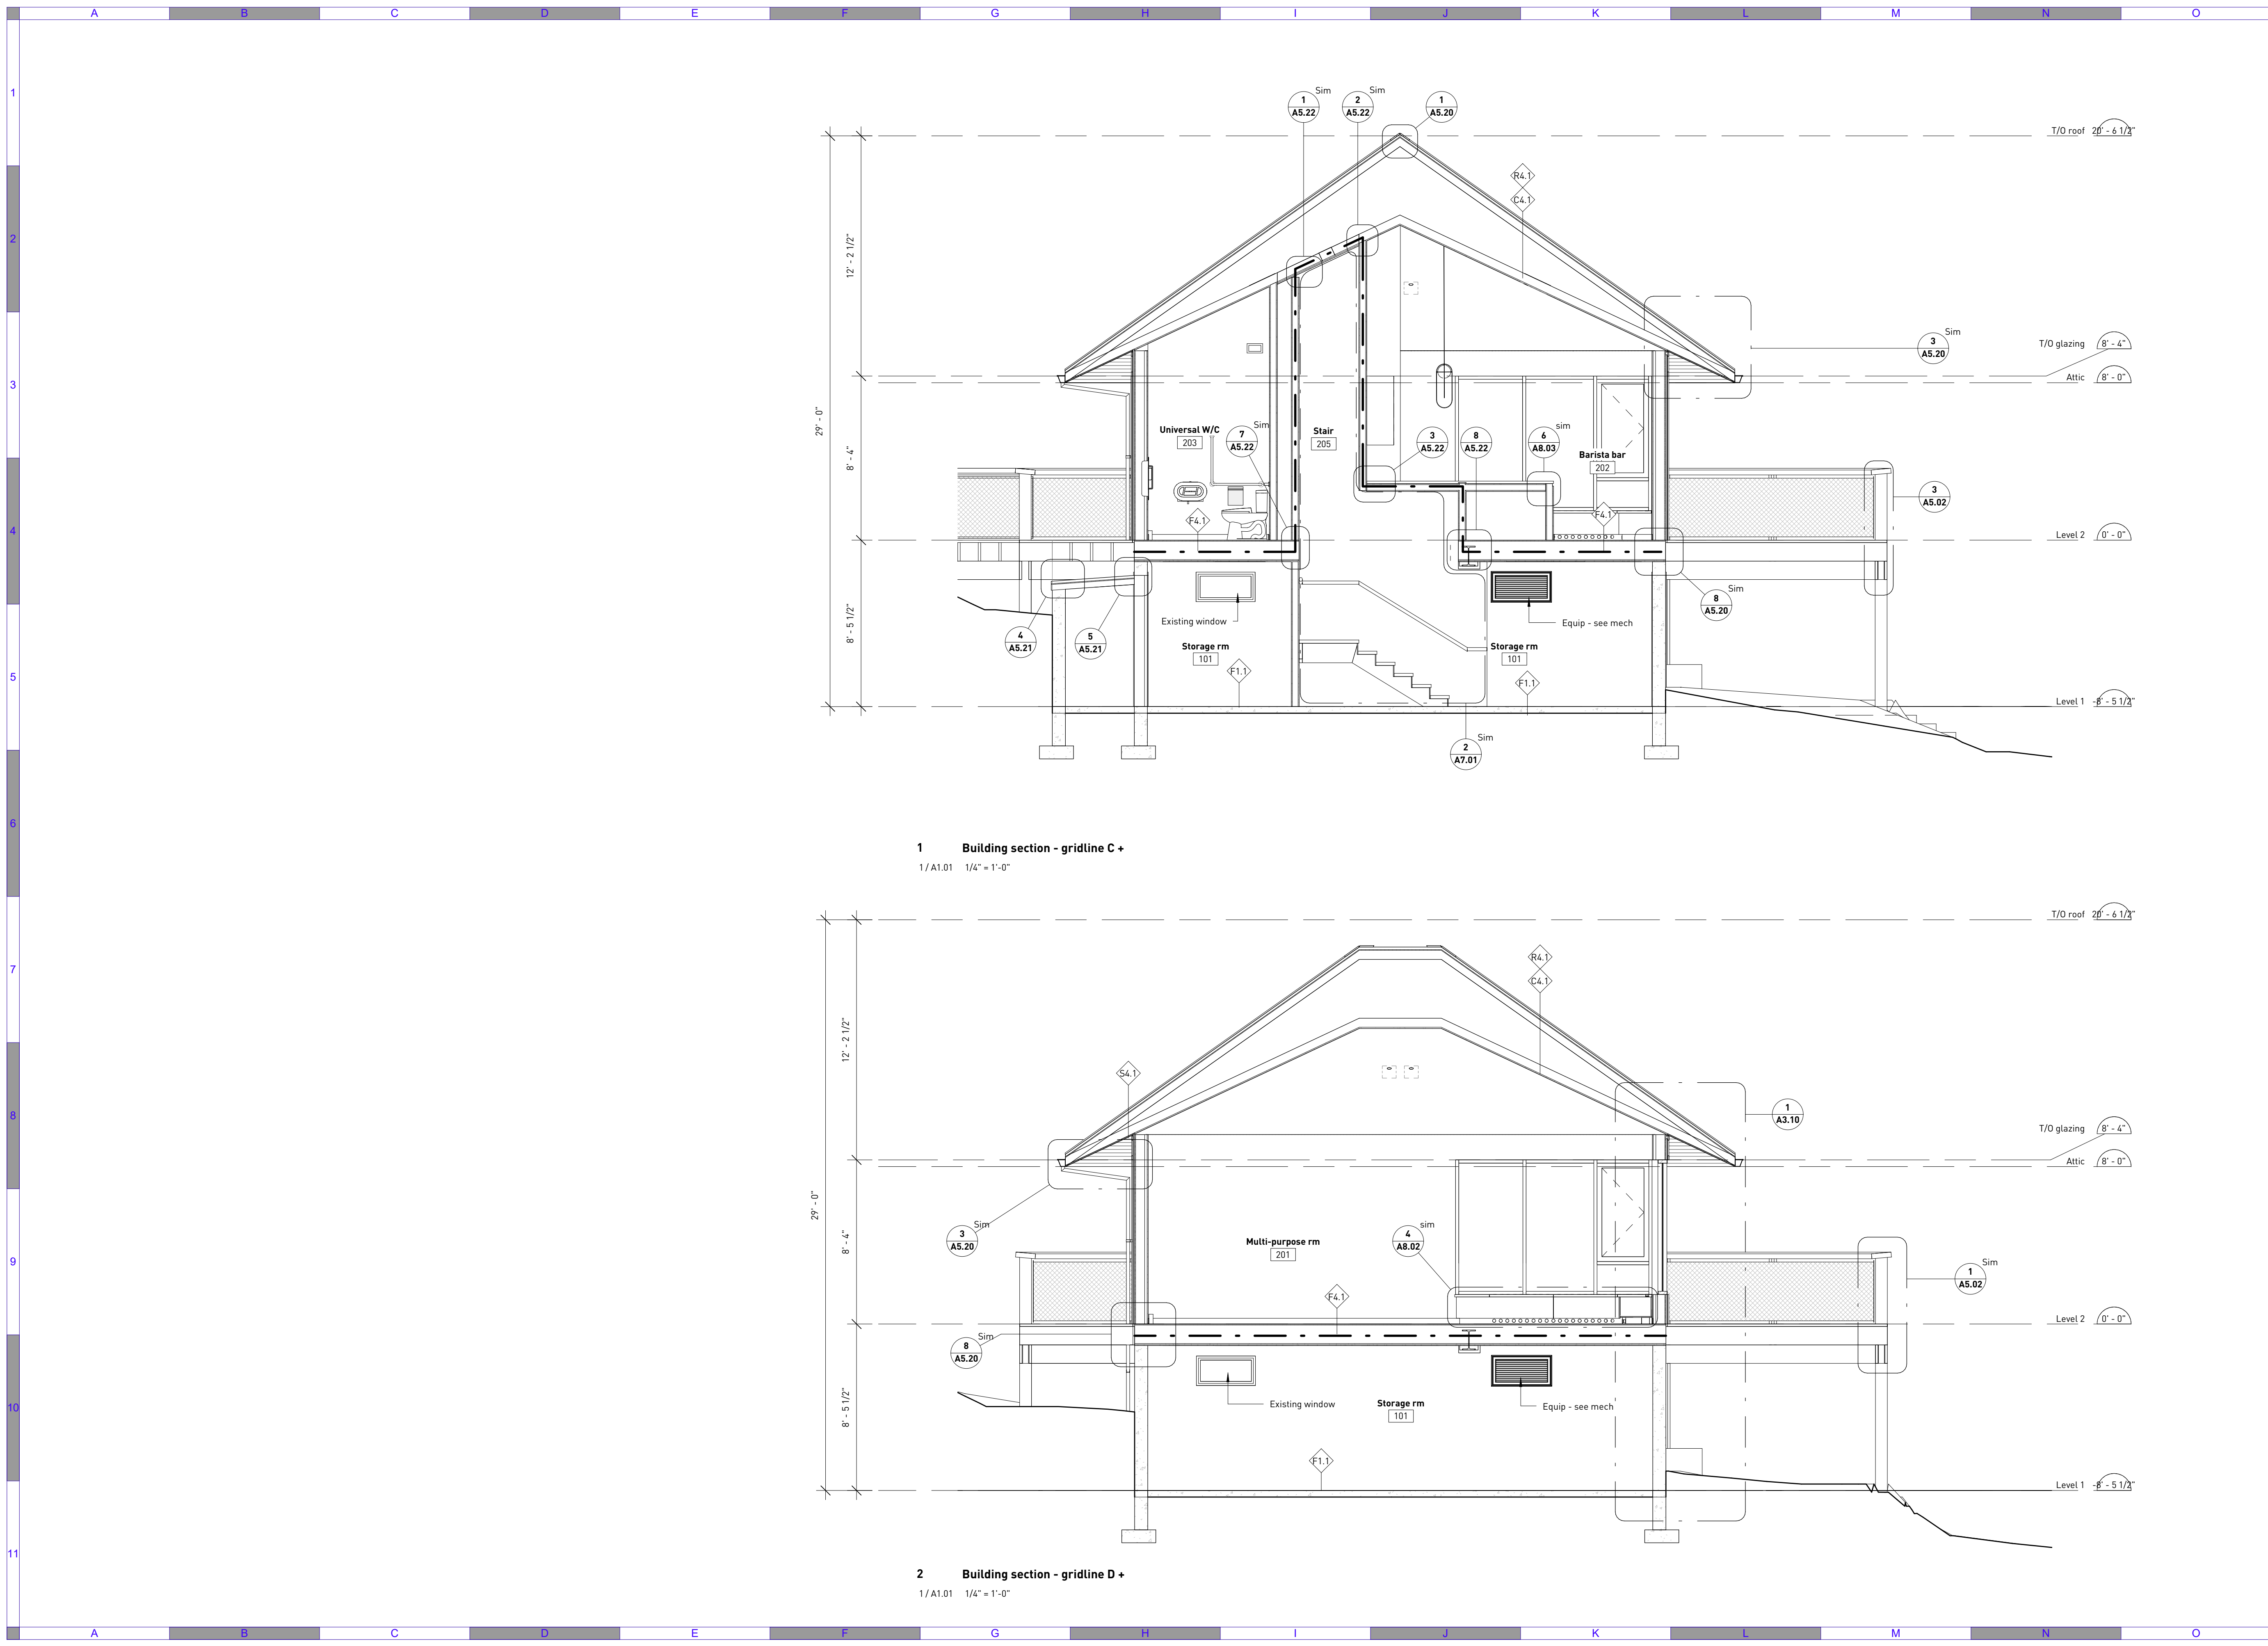 A B C D E F G H I J K L M N O
1
2
3
4
5
6
7
8
9
10
11
Sim
1
A5.22
Sim
2
A5.22
1
A5.20
T/O roof 20' - 6 1/2"
R4.1
C4.1
12' - 2 1/2"
Sim
3
A5.20
T/O glazing 8' - 4"
Attic 8' - 0"
29' - 0"
8' - 4"
Universal W/C
203
Sim
7
A5.22
Stair
205
3
A5.22
8
A5.22
sim
6
A8.03
Barista bar
202
F4.1
F4.1
3
A5.02
Level 2 0' - 0"
8' - 5 1/2"
Sim
8
A5.20
Existing window
Equip - see mech
4
A5.21
5
A5.21
Storage rm
101
Storage rm
101
F1.1
F1.1
Level 1 -8' - 5 1/2"
Sim
2
A7.01
1 Building section - gridline C +
1 / A1.01 1/4" = 1'-0"
T/O roof 20' - 6 1/2"
R4.1
C4.1
12' - 2 1/2"
S4.1
1
A3.10
T/O glazing 8' - 4"
Attic 8' - 0"
29' - 0"
8' - 4"
Sim
3
A5.20
Multi-purpose rm
201
sim
4
A8.02
Sim
1
A5.02
F4.1
Level 2 0' - 0"
Sim
8
A5.20
8' - 5 1/2"
Existing window
Storage rm
101
Equip - see mech
F1.1
Level 1 -8' - 5 1/2"
2 Building section - gridline D +
1 / A1.01 1/4" = 1'-0"
A B C D E F G H I J K L M N O